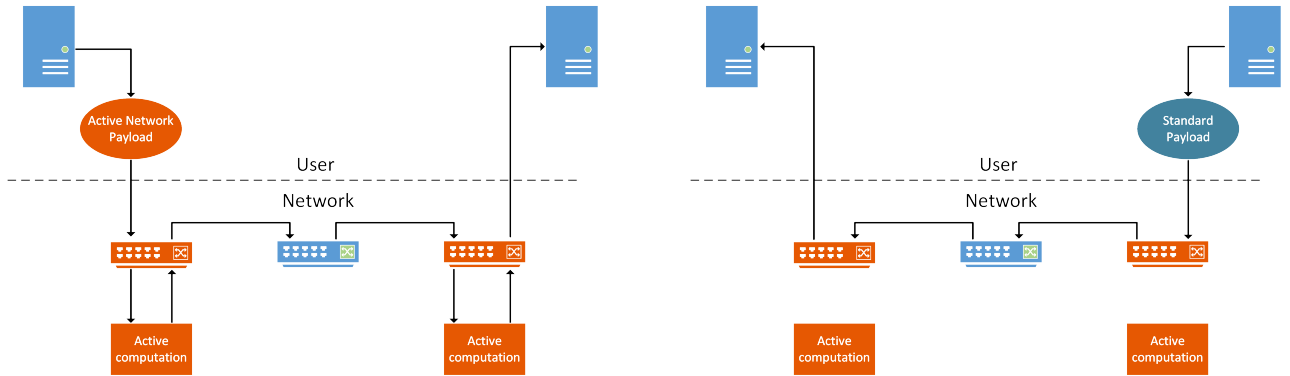 Active Network
Payload
User
Network
Active
computation
Active
computation
Standard
Payload
User
Network
Active
computation
Active
computation